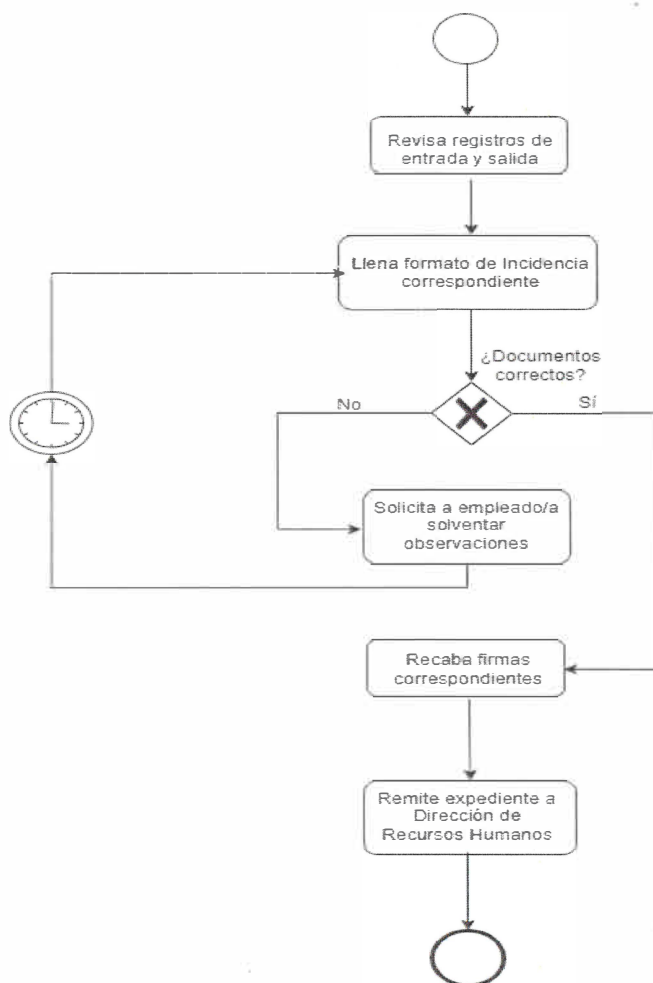 Revisa registros de
entrada y salida
Llena formato de Incidencia
correspondiente
¿Documentos
correctos?
No
Sí
Solicita a empleado/a
solventar
observaciones
Recaba firmas
correspondientes
Remite expediente a
Dirección de
Recursos Humanos